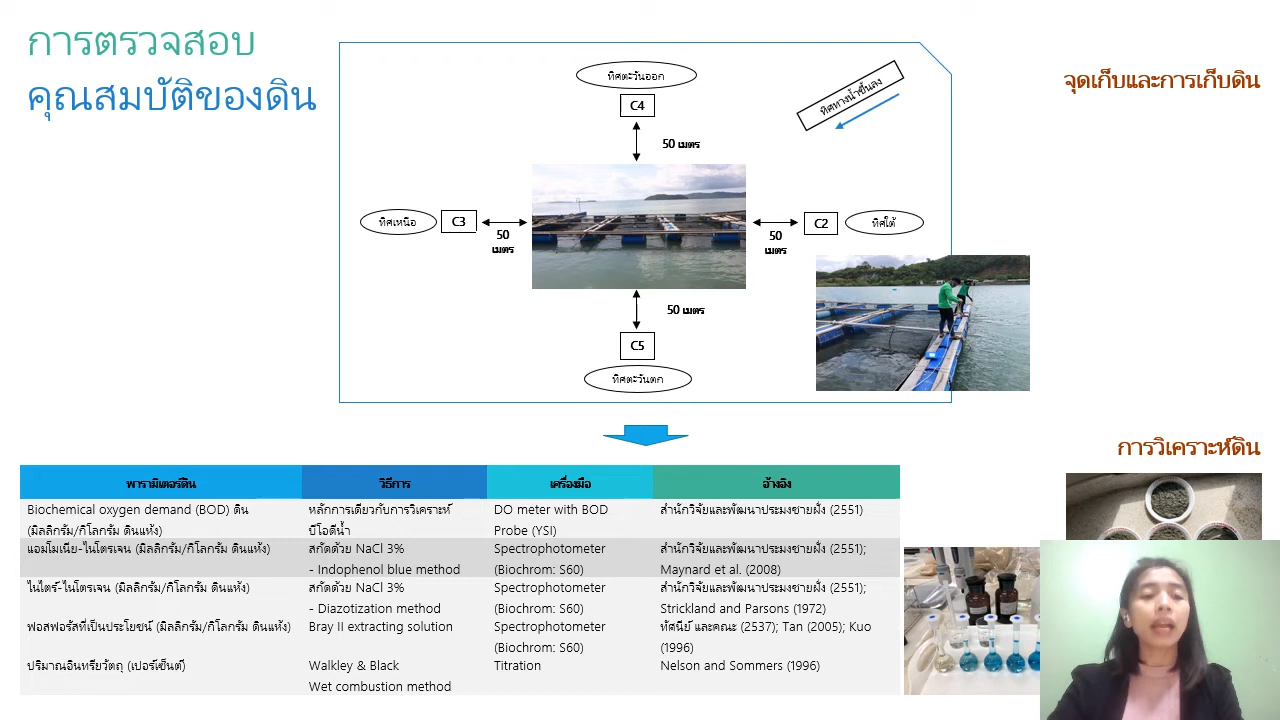 การตรวจสอบ
คุณสมบัติของดิน
จุดเก็บและการเก็บดิน
ทิศตะวันออก
C4
50 เมตร
ทิศทางน้ำขึ้นลง
ทิศเหนือ
C3
50
เมตร
50
เมตร
C2
ทิศใต้
50 เมตร
C5
ทิศตะวันตก
การวิเคราะห์ดิน
พารามิเตอร์ดิน วิธีการ เครื่องมือ อ้างอิง
Biochemical oxygen demand (BOD) ดิน หลักการเดียวกับการวิเคราะห์ DO meter with BOD สำนักวิจัยและพัฒนาประมงชายฝั่ง (2551)
(มิลลิกรัม/กิโลกรัม ดินแห้ง) บีโอดีน้ำ Probe (YSI)
แอมโมเนีย-ไนโตรเจน (มิลลิกรัม/กิโลกรัม ดินแห้ง) สกัดด้วย NaCl 3% Spectrophotometer สำนักวิจัยและพัฒนาประมงชายฝั่ง (2551);
- Indophenol blue method (Biochrom: S60) Maynard et al. (2008)
ไนไตร์-ไนโตรเจน (มิลลิกรัม/กิโลกรัม ดินแห้ง) สกัดด้วย NaCl 3% Spectrophotometer สำนักวิจัยและพัฒนาประมงชายฝั่ง (2551);
- Diazotization method (Biochrom: S60) Strickland and Parsons (1972)
ฟอสฟอรัสที่เป็นประโยชน์ (มิลลิกรัม/กิโลกรัม ดินแห้ง) Bray II extracting solution Spectrophotometer ทัศนีย์ และคณะ (2537); Tan (2005); Kuo
(Biochrom: S60) (1996)
ปริมาณอินทรียวัตถุ (เปอร์เซ็นต์) Walkley & Black Titration Nelson and Sommers (1996)
Wet combustion method